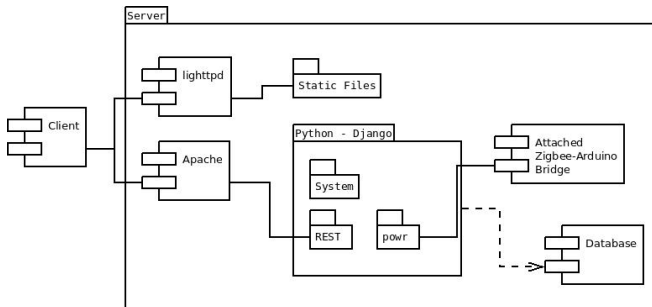 Server
lighttpd
Static Files
Client
Python - Django
Attached
Zigbee-Arduino
Bridge
Apache
System
REST
powr
Database